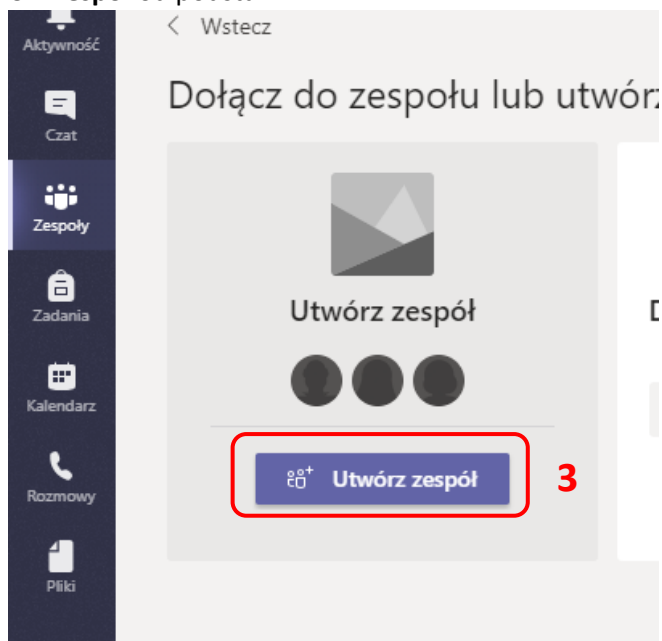 Aktywność
Czat
Zespoły
Zadania
Kalendarz
Rozmowy
Pliki
Wstecz
Dołącz do zespołu lub utwórz
Utwórz zespół
Utwórz zespół
3